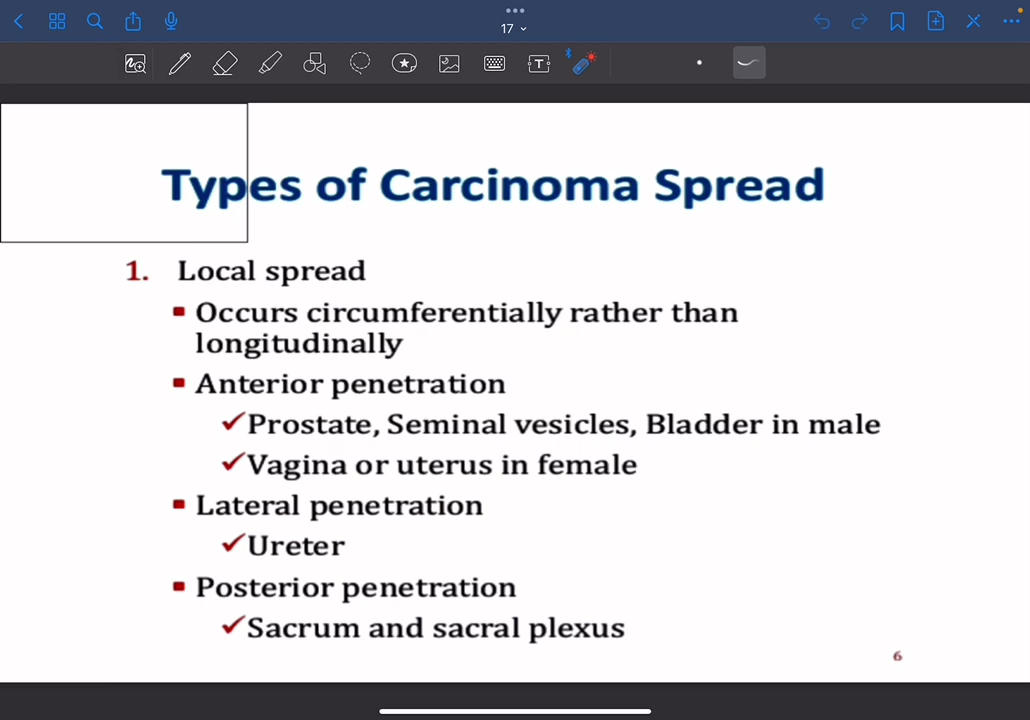 17
Types of Carcinoma Spread
1. Local spread
Occurs circumferentially rather than
longitudinally
Anterior penetration
Prostate, Seminal vesicles, Bladder in male
Vagina or uterus in female
Lateral penetration
Ureter
Posterior penetration
Sacrum and sacral plexus
6